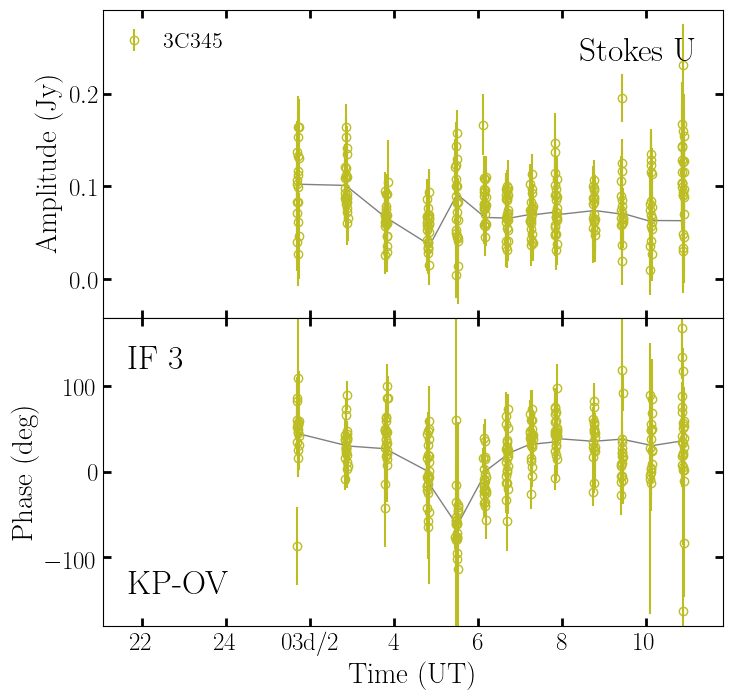 3C345
Stokes U
0.2
0.1
0.0
Amplitude (Jy)
IF 3
100
0
−100
Phase (deg)
KP-OV
22 24 03d/2 4 6 8 10
Time (UT)